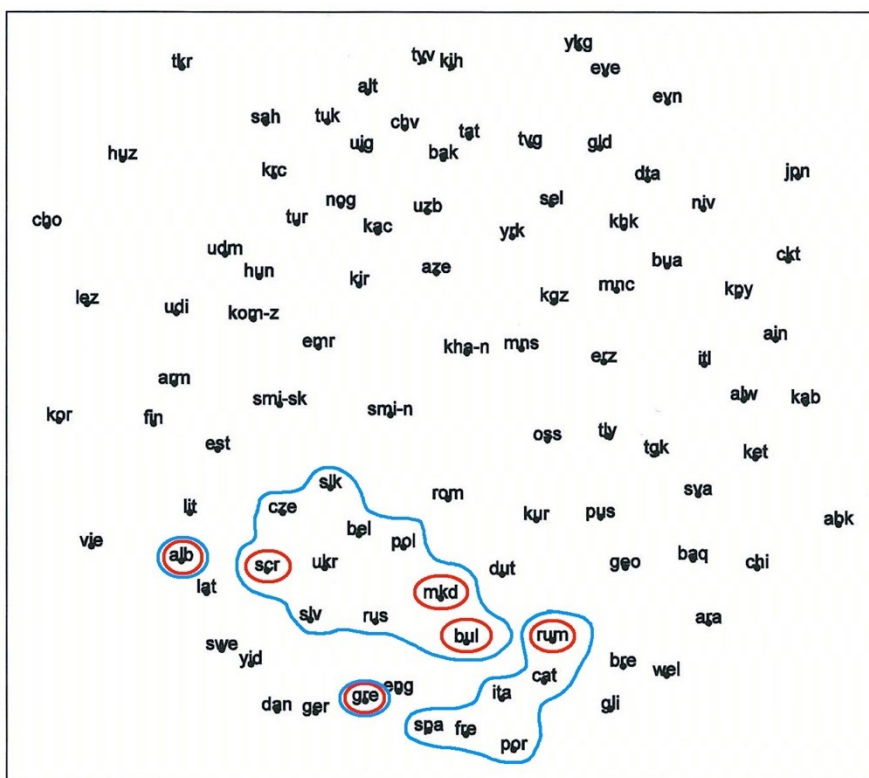 ykg
tyv kjh
eve
tkr
alt
evn
sah tuk cbv
tat
uig bak tvg gld
huz
krc dta jpn
nog uzb sel niv
cho tur kac yrk kbk
udm
hun kir aze bua ckt
lez udi kgz mnc kpy
kom-z
emr kha-n mns erz itl ain
arm
smi-sk smi-n alw kab
kor fin
est oss tly tgk ket
slk
rom sva
lit cze kur pus abk
vie bel pol
alb scr ukr dut geo baq chi
lat mkd
slv rus ara
swe bul rum
yid bre wel
cat
gre eng ita
dan ger gli
spa fre
por